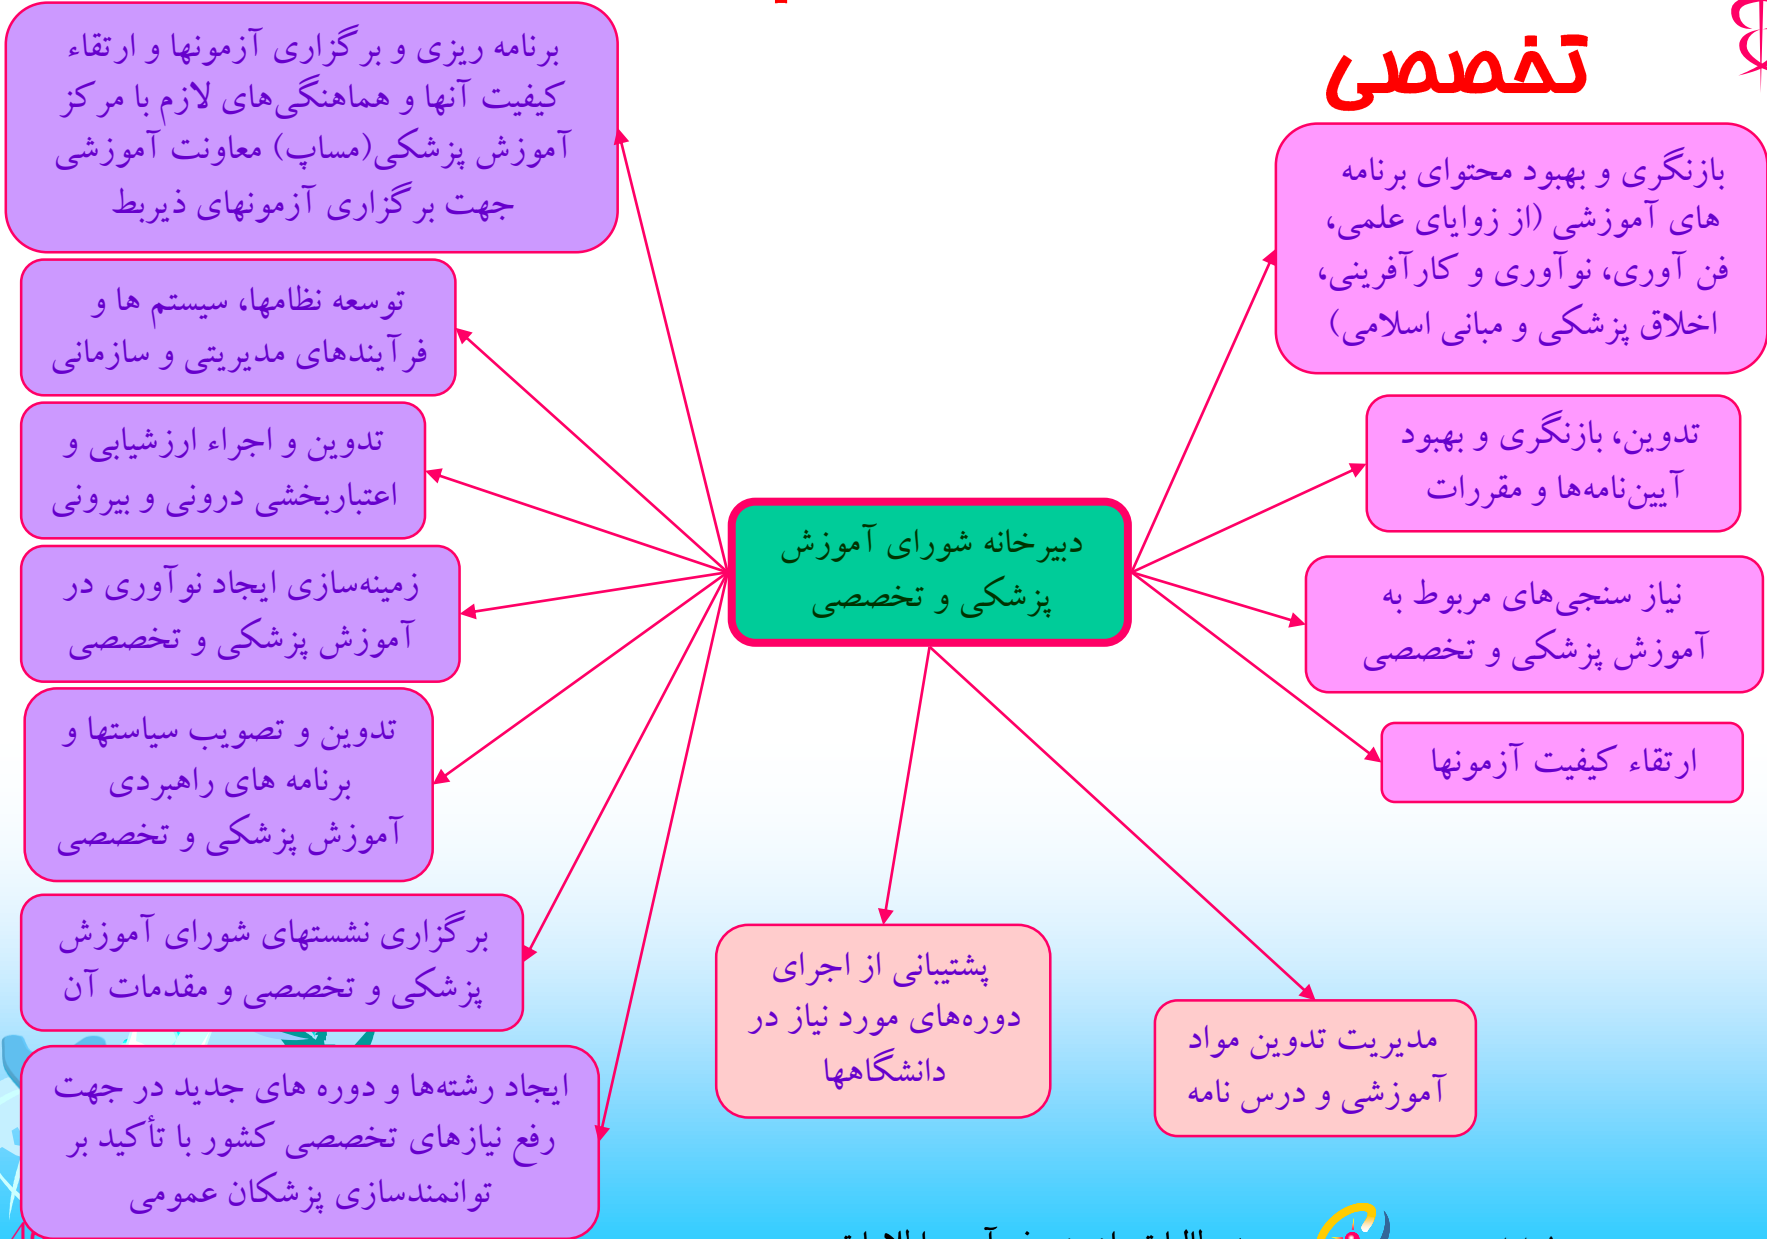 تخصصی
بازنگری و بهبود محتوای برنامه
های آموزشی (از زوایای علمی،
فن آوری، نوآوری و کارآفرینی،
اخلاق پزشکی و مبانی اسلامی)
تدوین، بازنگری و بهبود
آیین‌نامه‌ها و مقررات
نیاز سنجی‌های مربوط به
آموزش پزشکی و تخصصی
ارتقاء کیفیت آزمونها
دبیرخانه شورای آموزش
پزشکی و تخصصی
مدیریت تدوین مواد
آموزشی و درس نامه
پشتیبانی از اجرای
دوره‌های مورد نیاز در
دانشگاهها
برنامه ریزی و برگزاری آزمونها و ارتقاء
کیفیت آنها و هماهنگی‌های لازم با مرکز
آموزش پزشکی(مساپ) معاونت آموزشی
جهت برگزاری آزمونهای ذیربط
توسعه نظامها، سیستم ها و
فرآیندهای مدیریتی و سازمانی
تدوین و اجراء ارزشیابی و
اعتباربخشی درونی و بیرونی
زمینه‌سازی ایجاد نوآوری در
آموزش پزشکی و تخصصی
تدوین و تصویب سیاستها و
برنامه های راهبردی
آموزش پزشکی و تخصصی
برگزاری نشستهای شورای آموزش
پزشکی و تخصصی و مقدمات آن
ایجاد رشته‌ها و دوره های جدید در جهت
رفع نیازهای تخصصی کشور با تأکید بر
توانمندسازی پزشکان عمومی